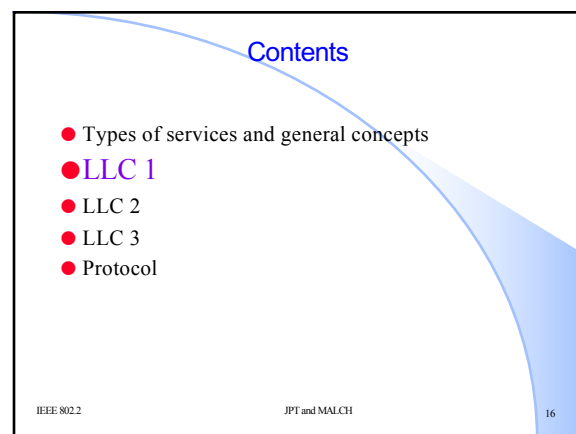 Contents
Types of services and general concepts
LLC 1
LLC 2
LLC 3
Protocol
IEEE 802.2 JPT and MALCH 16